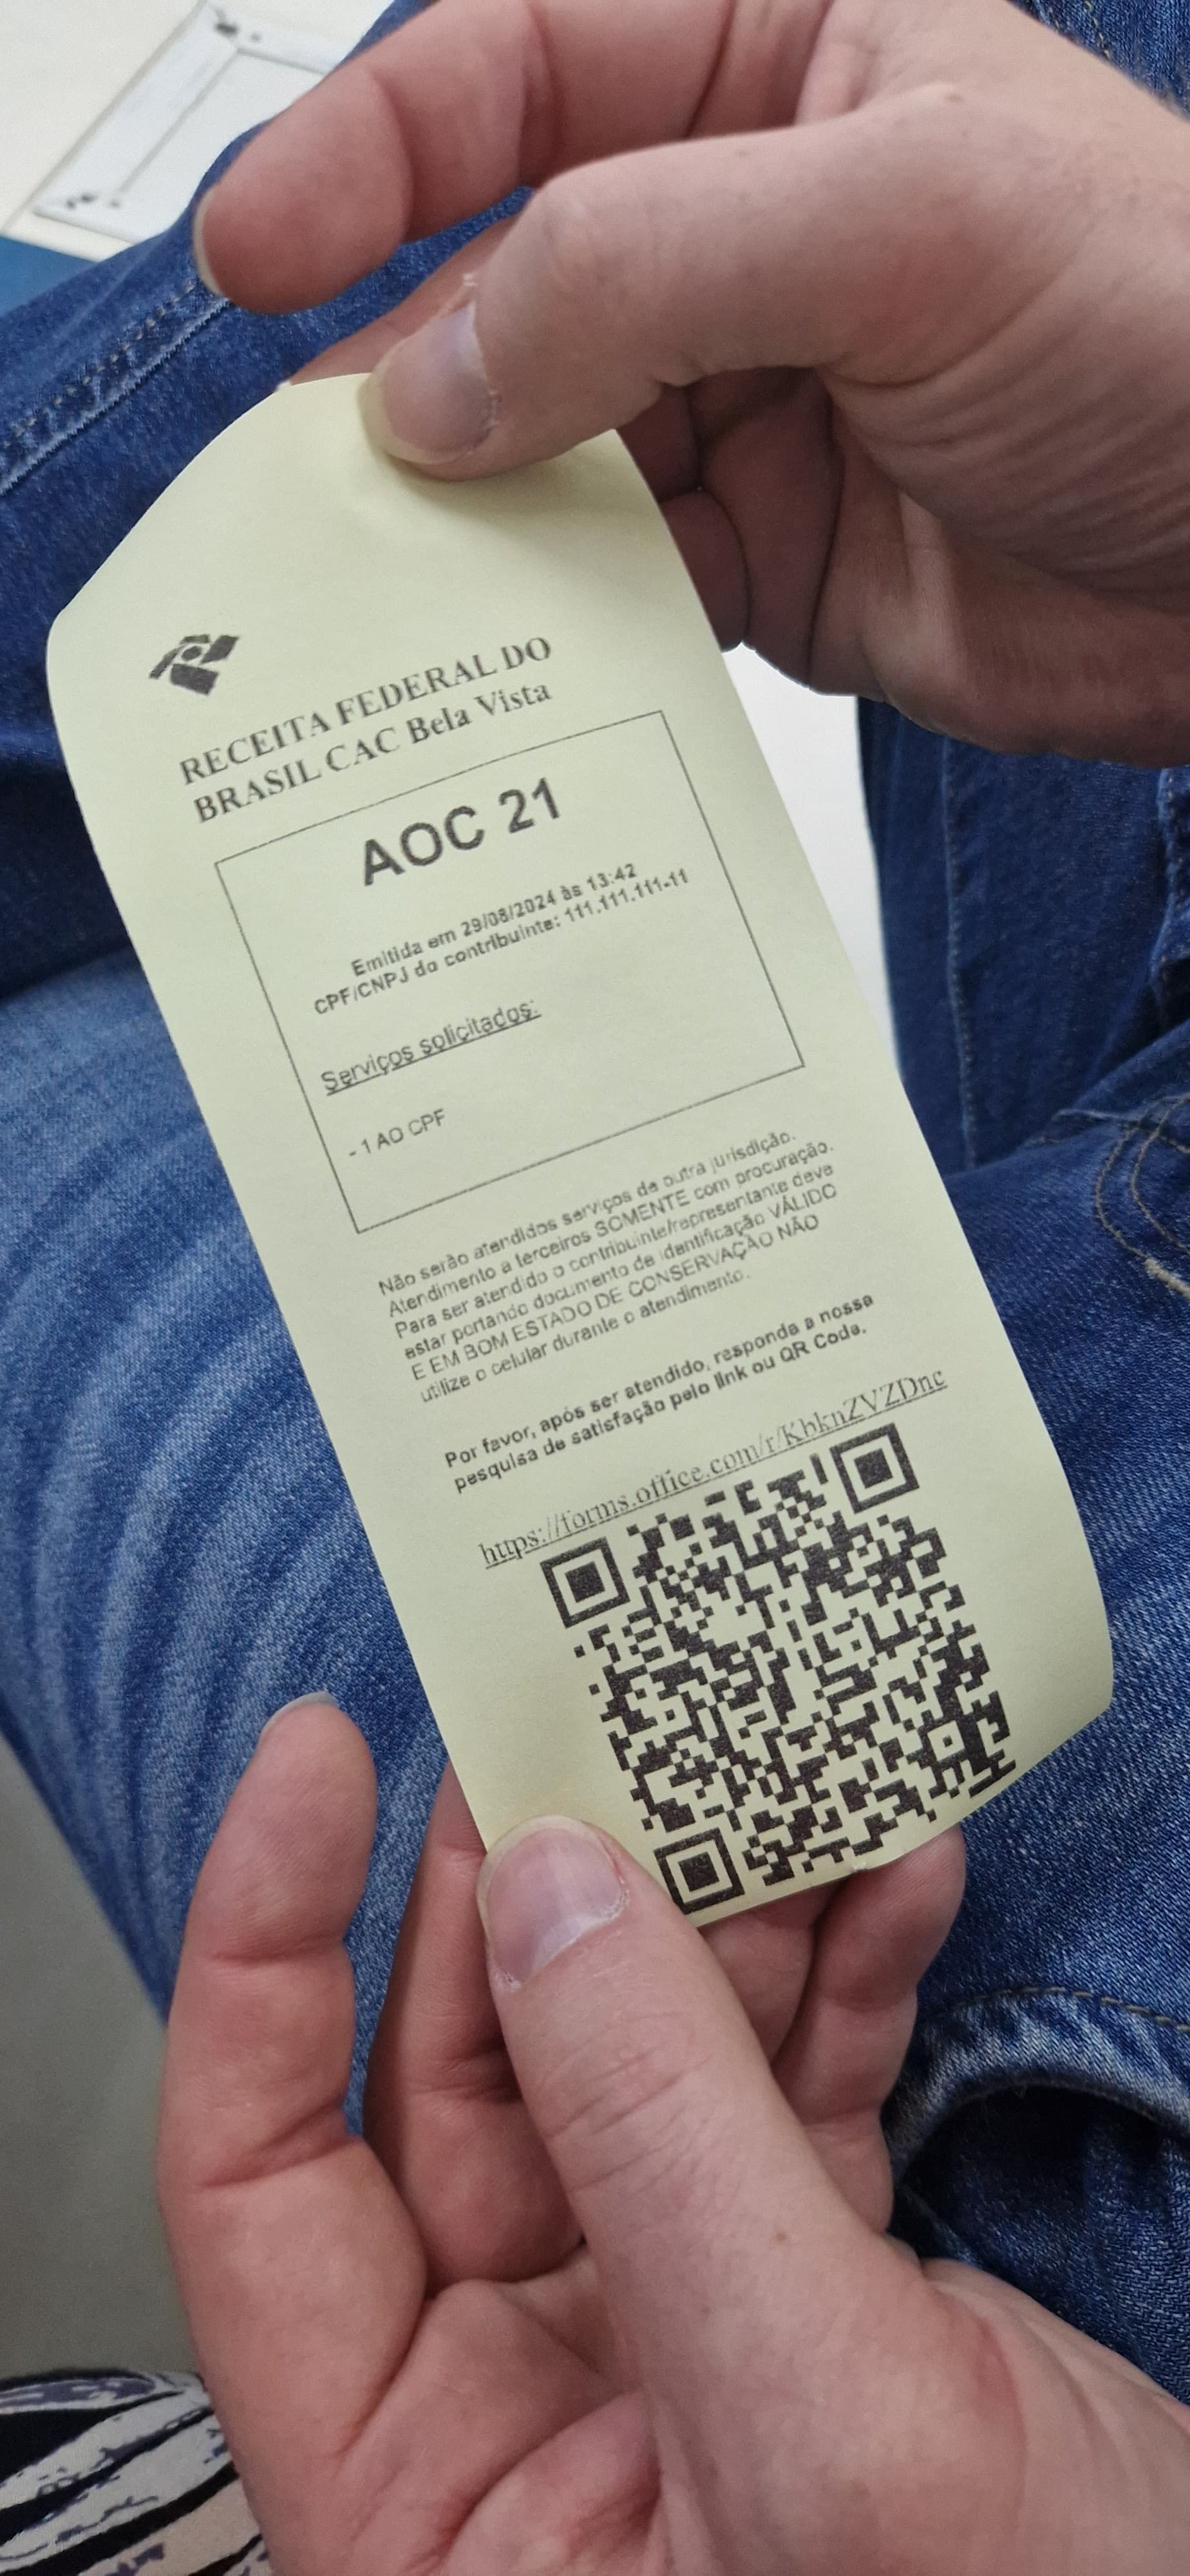 RECEITA FEDERAL DO
BRASIL CAC Bela Vista
AOC 21
Emitida em 29/08/2024 às 13:42
CPF/CNPJ do contribuinte: 111.111.111-11
Serviços solicitados:
- 1 AO CPF
Não serão atendidos serviços de outra jurisdição.
Atendimento a terceiros SOMENTE com procuração.
Para ser atendido o contribuinte/representante deve
estar portando documento de identificação VÁLIDO
E EM BOM ESTADO DE CONSERVAÇÃO NÃO
utilize o celular durante o atendimento.
Por favor, após ser atendido, responda a nossa
pesquisa de satisfação pelo link ou QR Code.
https://forms.office.com/r/KbknZVZDnc